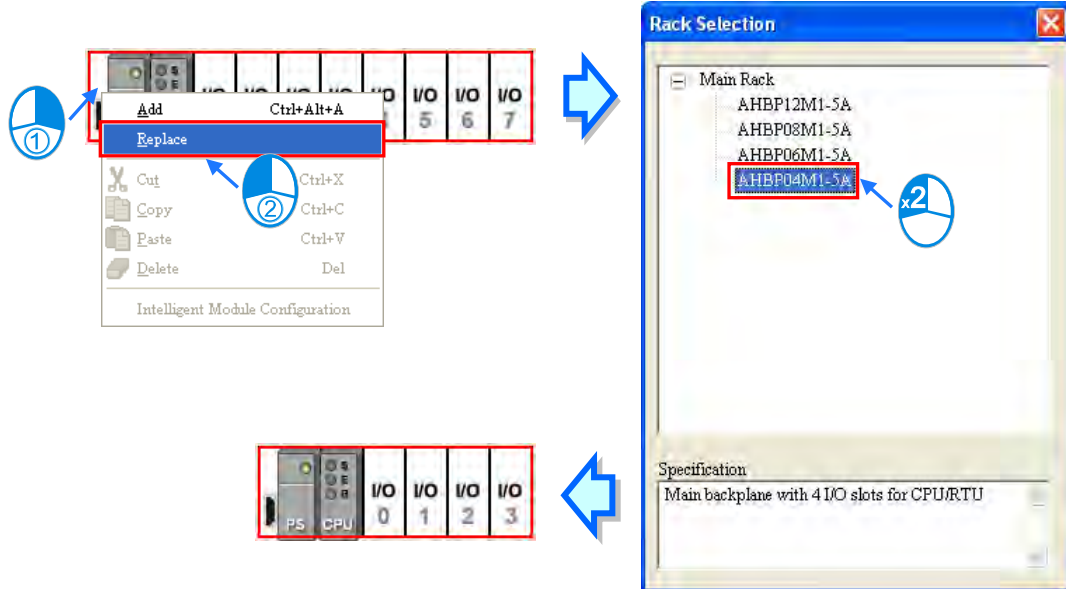 I/O I/O I/O
5 6 7
①
Add Ctrl+Alt+A
Replace
Cut Ctrl+X
②
Copy Ctrl+C
Paste Ctrl+V
Delete Del
Intelligent Module Configuration
Rack Selection
Main Rack
AHBP12M1-5A
AHBP08M1-5A
AHBP06M1-5A
AHBP04M1-5A
x2
Specification
Main backplane with 4 I/O slots for CPU/RTU
PS CPU I/O I/O I/O I/O
0 1 2 3